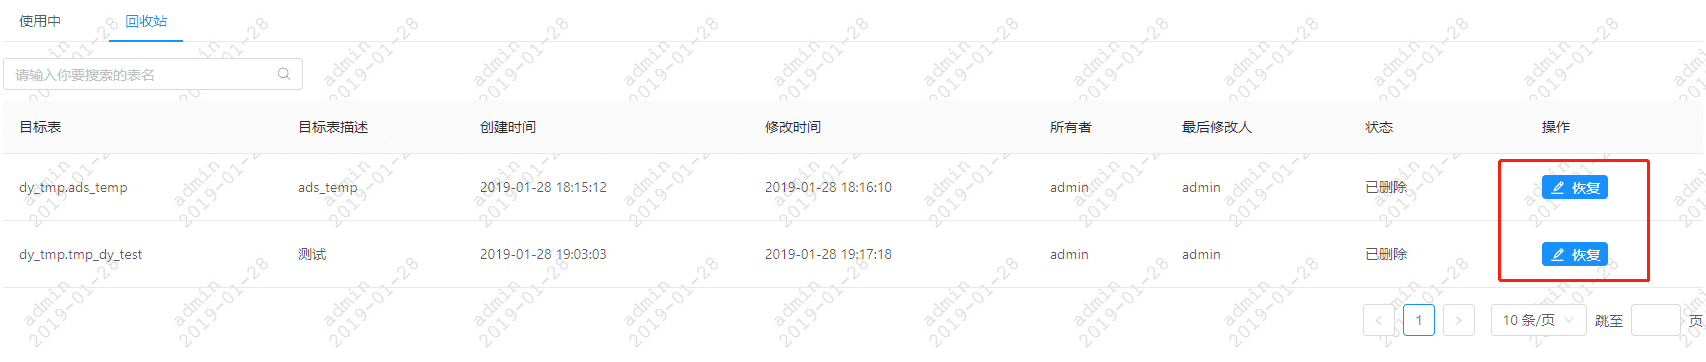 使用中 回收站
请输入你要搜索的表名
目标表 目标表描述 创建时间 修改时间 所有者 最后修改人 状态 操作
dy_tmp.ads_temp ads_temp 2019-01-28 18:15:12 2019-01-28 18:16:10 admin admin 已删除 恢复
dy_tmp.tmp_dy_test 测试 2019-01-28 19:03:03 2019-01-28 19:17:18 admin admin 已删除 恢复
1 10 条/页 跳至 页
admin
2019-01-28